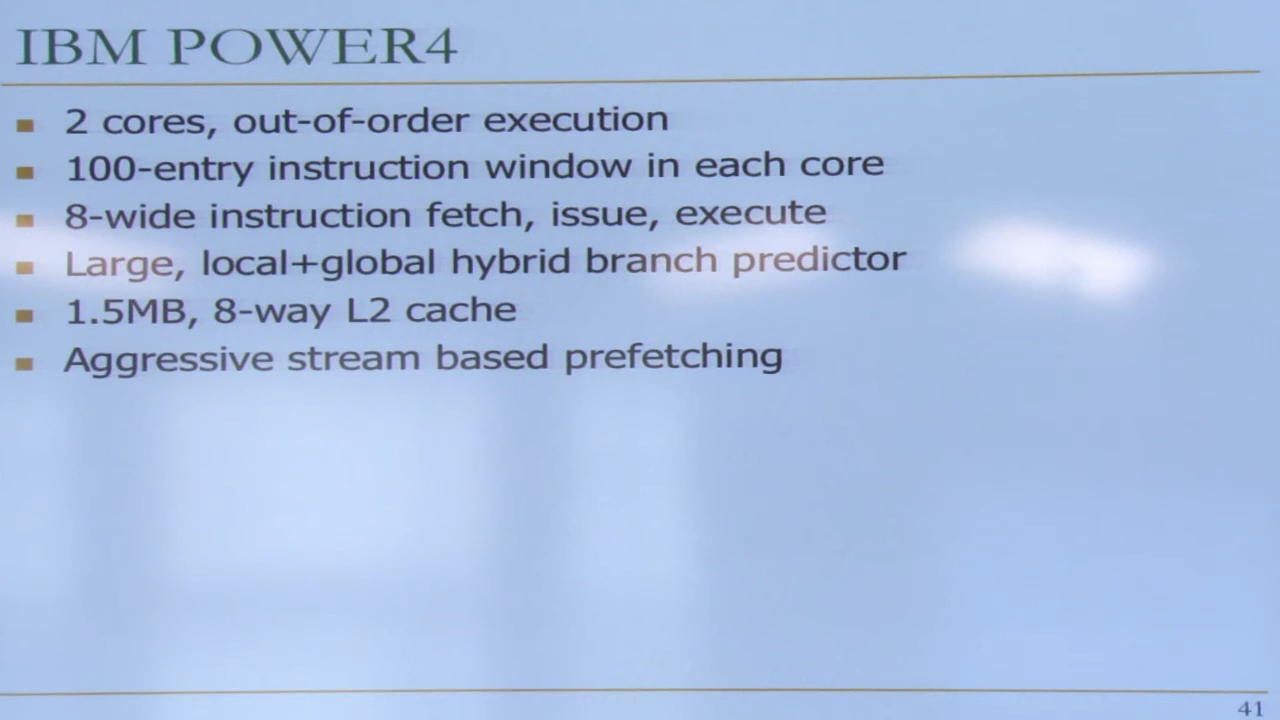 IBM POWER4
2 cores, out-of-order execution
100-entry instruction window in each core
8-wide instruction fetch, issue, execute
Large, local+global hybrid branch predictor
1.5MB, 8-way L2 cache
Aggressive stream based prefetching
41